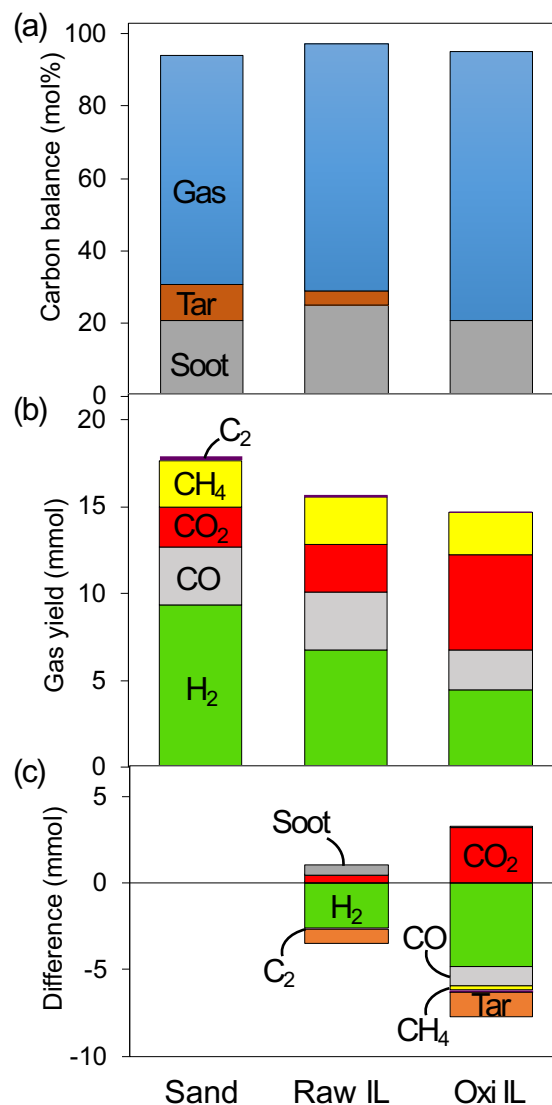 (a)
Carbon balance (mol%)
100
80
60
40
20
0
Gas
Tar
Soot
(b)
Gas yield (mmol)
20
15
10
5
0
C₂
CH₄
CO₂
CO
H₂
(c)
Difference (mmol)
5
0
-5
-10
Soot
H₂
C₂
CO₂
CO
CH₄
Tar
Sand Raw IL Oxi IL